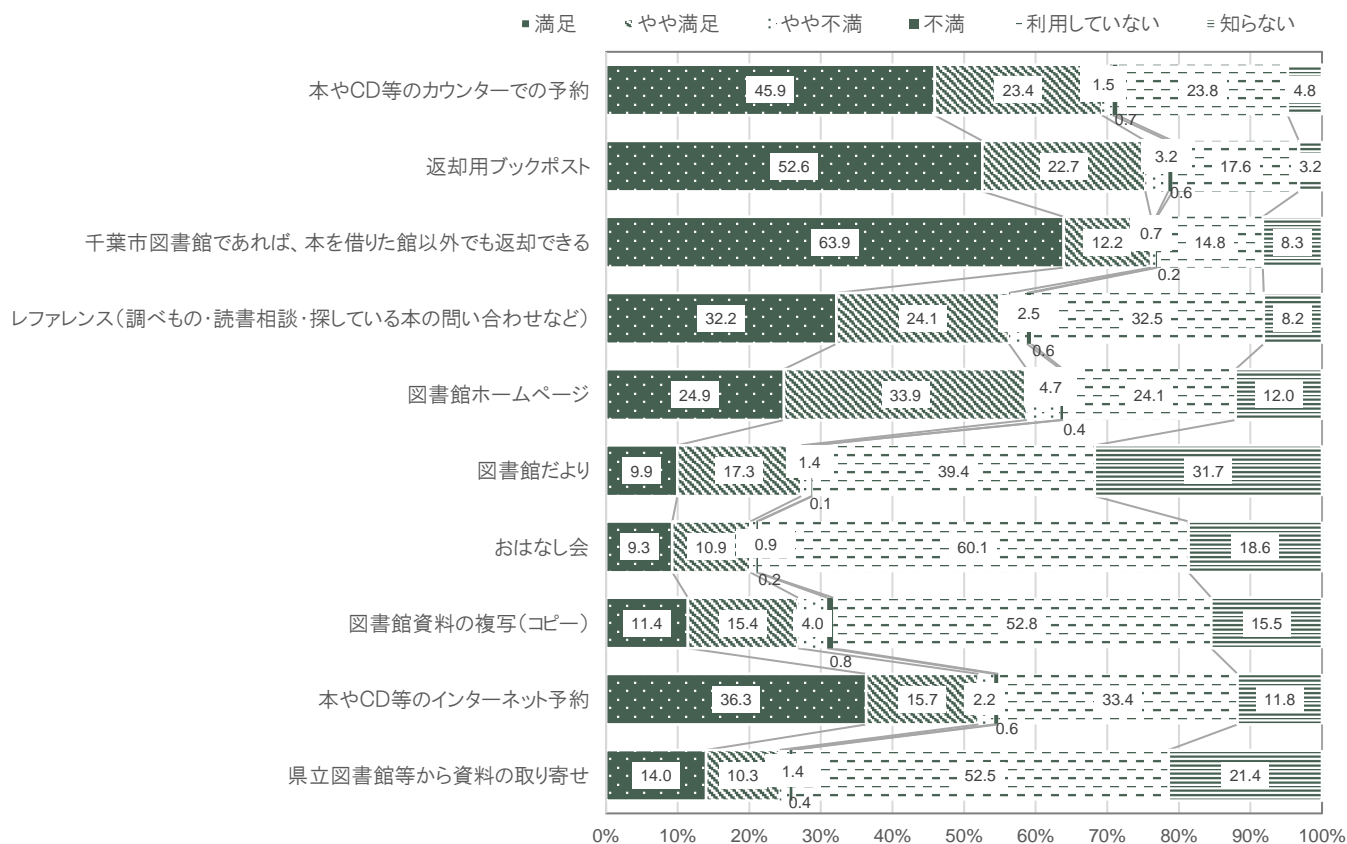 満足 やや満足 やや不満 不満 利用していない 知らない
本やCD等のカウンターでの予約 45.9 23.4 1.5 0.7 23.8 4.8
返却用ブックポスト 52.6 22.7 3.2 0.6 17.6 3.2
千葉市図書館であれば、本を借りた館以外でも返却できる 63.9 12.2 0.7 0.2 14.8 8.3
レファレンス(調べもの・読書相談・探している本の問い合わせなど) 32.2 24.1 2.5 0.6 32.5 8.2
図書館ホームページ 24.9 33.9 4.7 0.4 24.1 12.0
図書館だより 9.9 17.3 1.4 0.1 39.4 31.7
おはなし会 9.3 10.9 0.9 0.2 60.1 18.6
図書館資料の複写(コピー) 11.4 15.4 4.0 0.8 52.8 15.5
本やCD等のインターネット予約 36.3 15.7 2.2 0.6 33.4 11.8
県立図書館等から資料の取り寄せ 14.0 10.3 1.4 0.4 52.5 21.4
0% 10% 20% 30% 40% 50% 60% 70% 80% 90% 100%